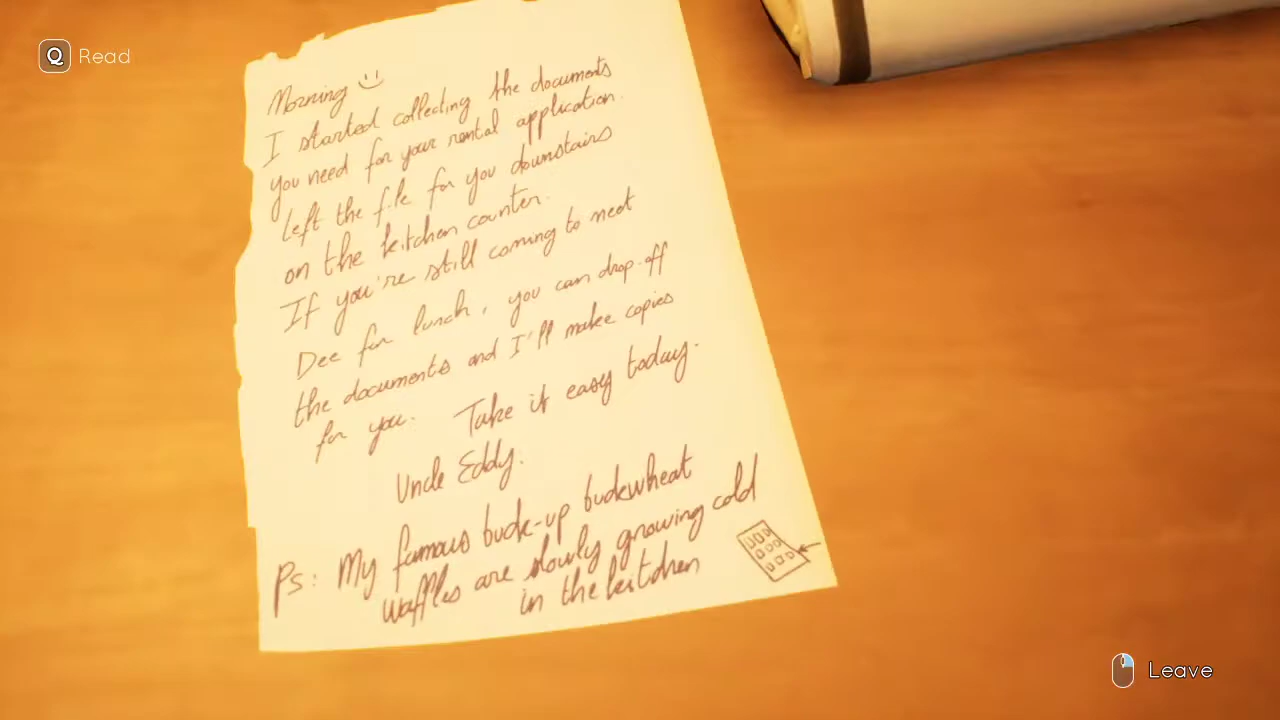 Q Read
Morning
I started collecting the documents
you need for your rental application.
Left the file for you downstairs
on the kitchen counter.
If you're still coming to meet
Dee for lunch, you can drop off
the documents and I'll make copies
for you. Take it easy today.
Uncle Eddy.
Ps: My famous buck-up buckwheat
waffles are slowly growing cold
in the kitchen
Leave